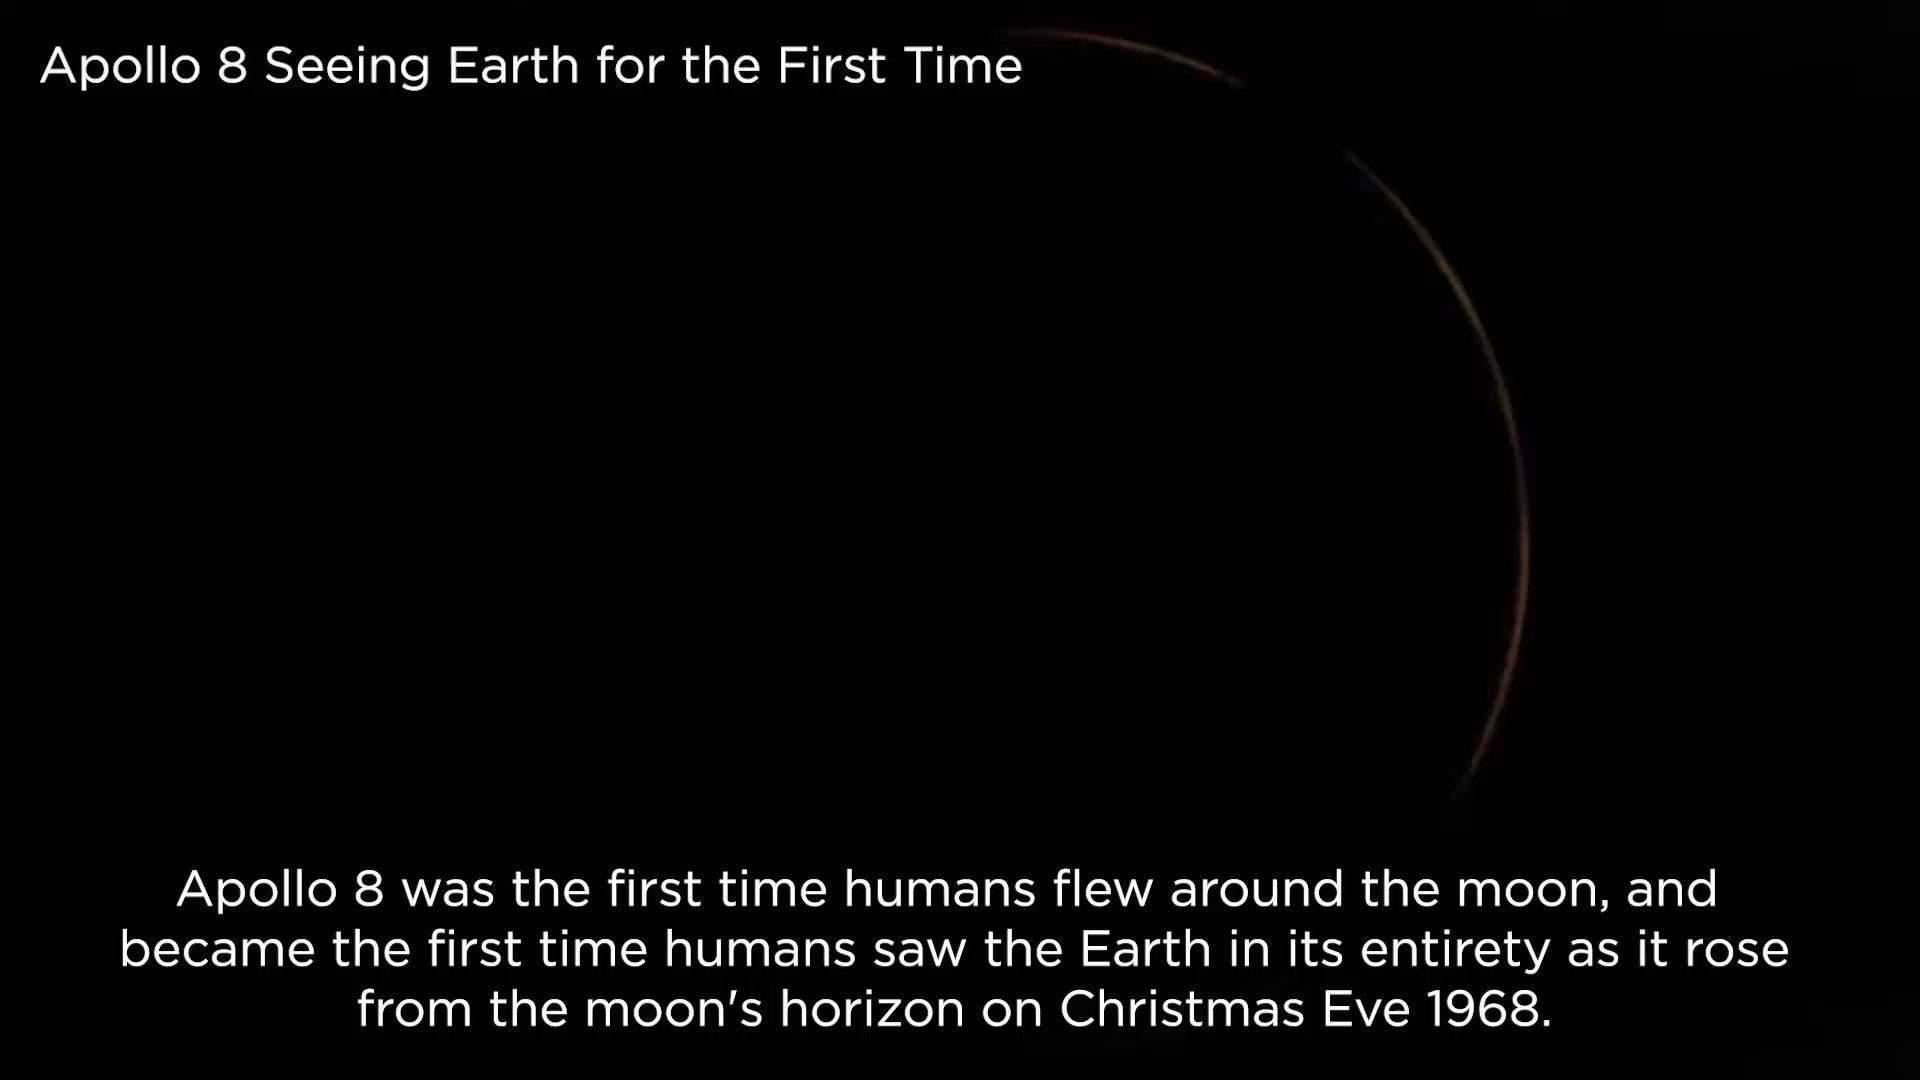 Apollo 8 Seeing Earth for the First Time
Apollo 8 was the first time humans flew around the moon, and
became the first time humans saw the Earth in its entirety as it rose
from the moon's horizon on Christmas Eve 1968.